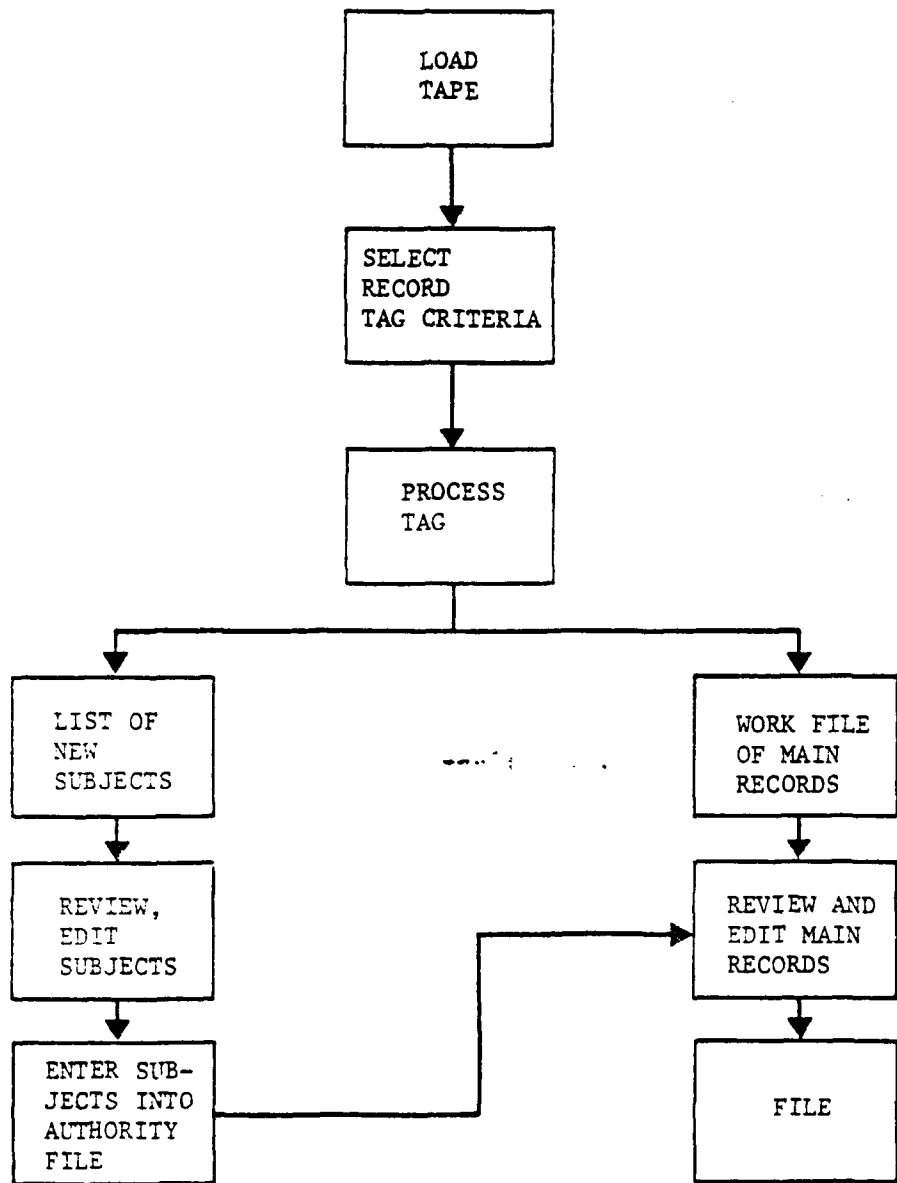 LOAD
TAPE
SELECT
RECORD
TAG CRITERIA
PROCESS
TAG
LIST OF
NEW
SUBJECTS
WORK FILE
OF MAIN
RECORDS
REVIEW,
EDIT
SUBJECTS
REVIEW AND
EDIT MAIN
RECORDS
ENTER SUB-
JECTS INTO
AUTHORITY
FILE
FILE